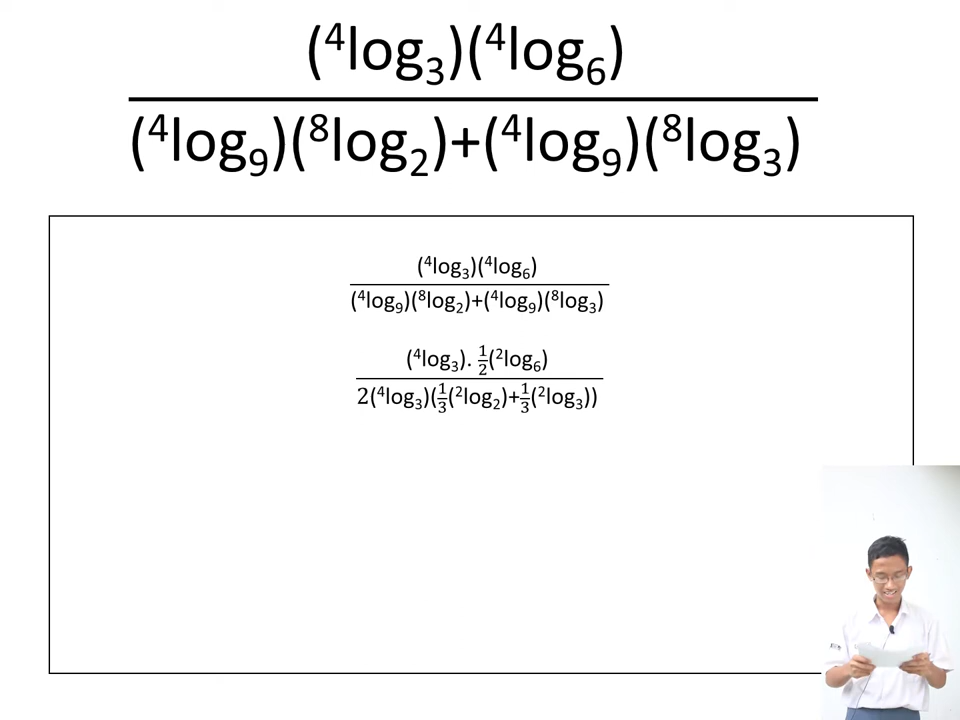 (⁴log₃)(⁴log₆)
(⁴log₉)(⁸log₂)+(⁴log₉)(⁸log₃)
(⁴log₃)(⁴log₆)
(⁴log₉)(⁸log₂)+(⁴log₉)(⁸log₃)
(⁴log₃). ½(²log₆)
2(⁴log₃)(⅓(²log₂)+⅓(²log₃))